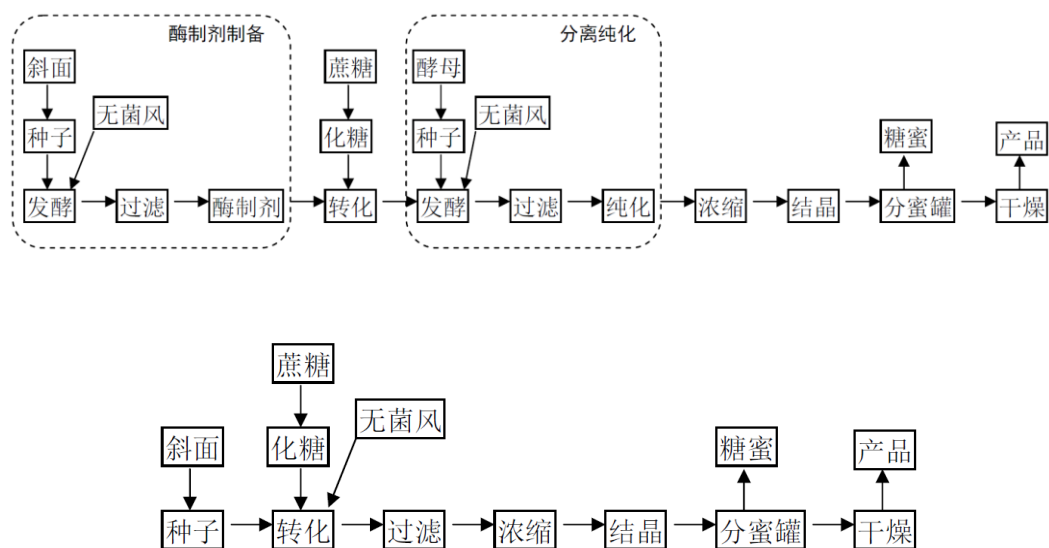 酶制剂制备
分离纯化
斜面
蔗糖
酵母
无菌风
无菌风
种子
化糖
种子
糖蜜
产品
发酵
过滤
酶制剂
转化
发酵
过滤
纯化
浓缩
结晶
分蜜罐
干燥
蔗糖
无菌风
斜面
化糖
糖蜜
产品
种子
转化
过滤
浓缩
结晶
分蜜罐
干燥